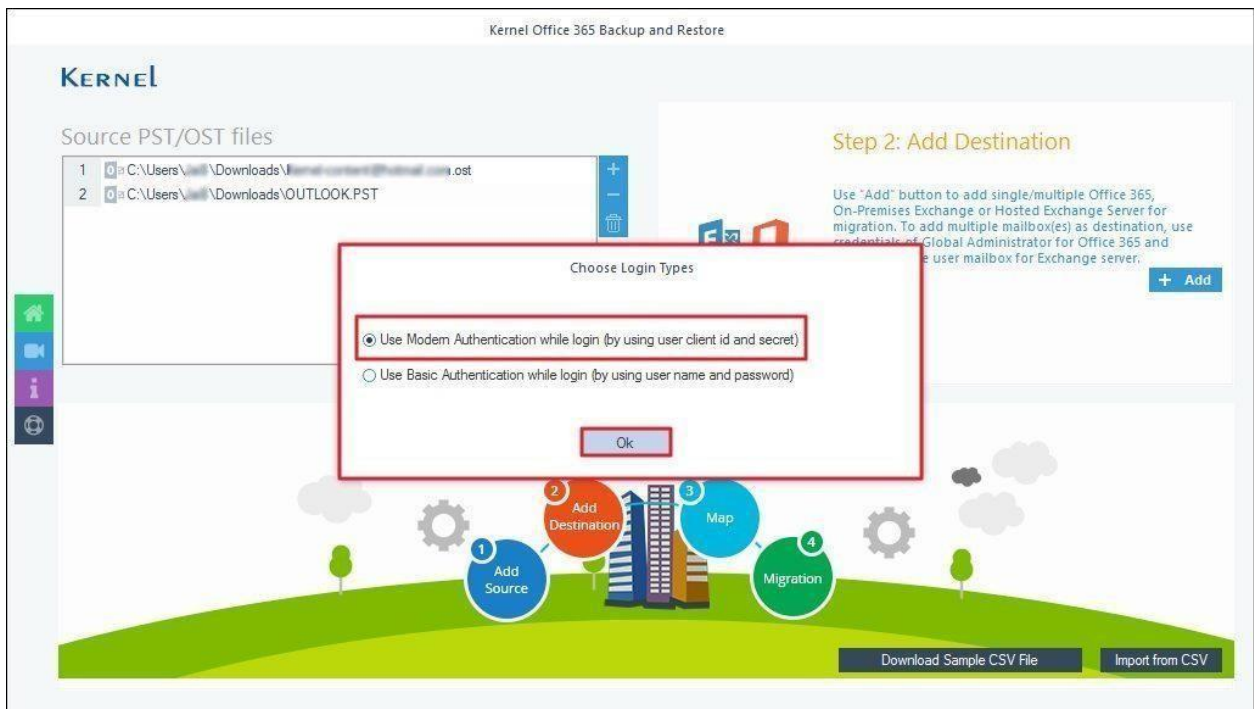 Kernel Office 365 Backup and Restore
KERNEL
Source PST/OST files
1 C:\Users\ \Downloads\ .ost
2 C:\Users\ \Downloads\OUTLOOK.PST
+
−
Step 2: Add Destination
Use "Add" button to add single/multiple Office 365,
On-Premises Exchange or Hosted Exchange Server for
migration. To add multiple mailbox(es) as destination, use
credentials of Global Administrator for Office 365 and
user mailbox for Exchange server.
+ Add
Choose Login Types
Use Modern Authentication while login (by using user client id and secret)
Use Basic Authentication while login (by using user name and password)
Ok
1
Add
Source
2
Add
Destination
3
Map
4
Migration
Download Sample CSV File
Import from CSV